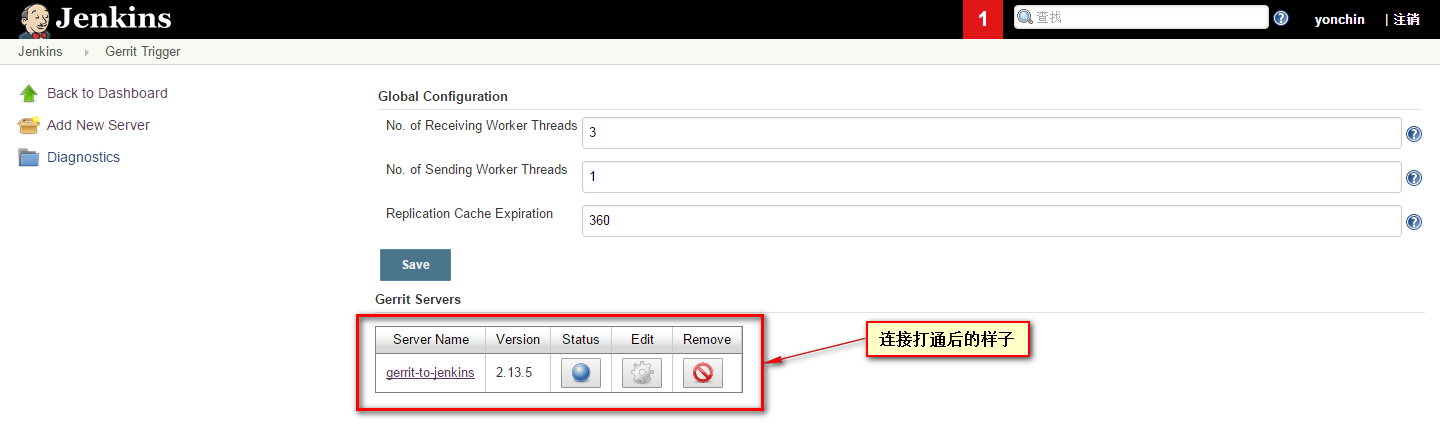 Jenkins
1
查找
yonchin
| 注销
Jenkins
Gerrit Trigger
Back to Dashboard
Add New Server
Diagnostics
Global Configuration
No. of Receiving Worker Threads
3
No. of Sending Worker Threads
1
Replication Cache Expiration
360
Save
Gerrit Servers
Server Name Version Status Edit Remove
gerrit-to-jenkins 2.13.5
连接打通后的样子